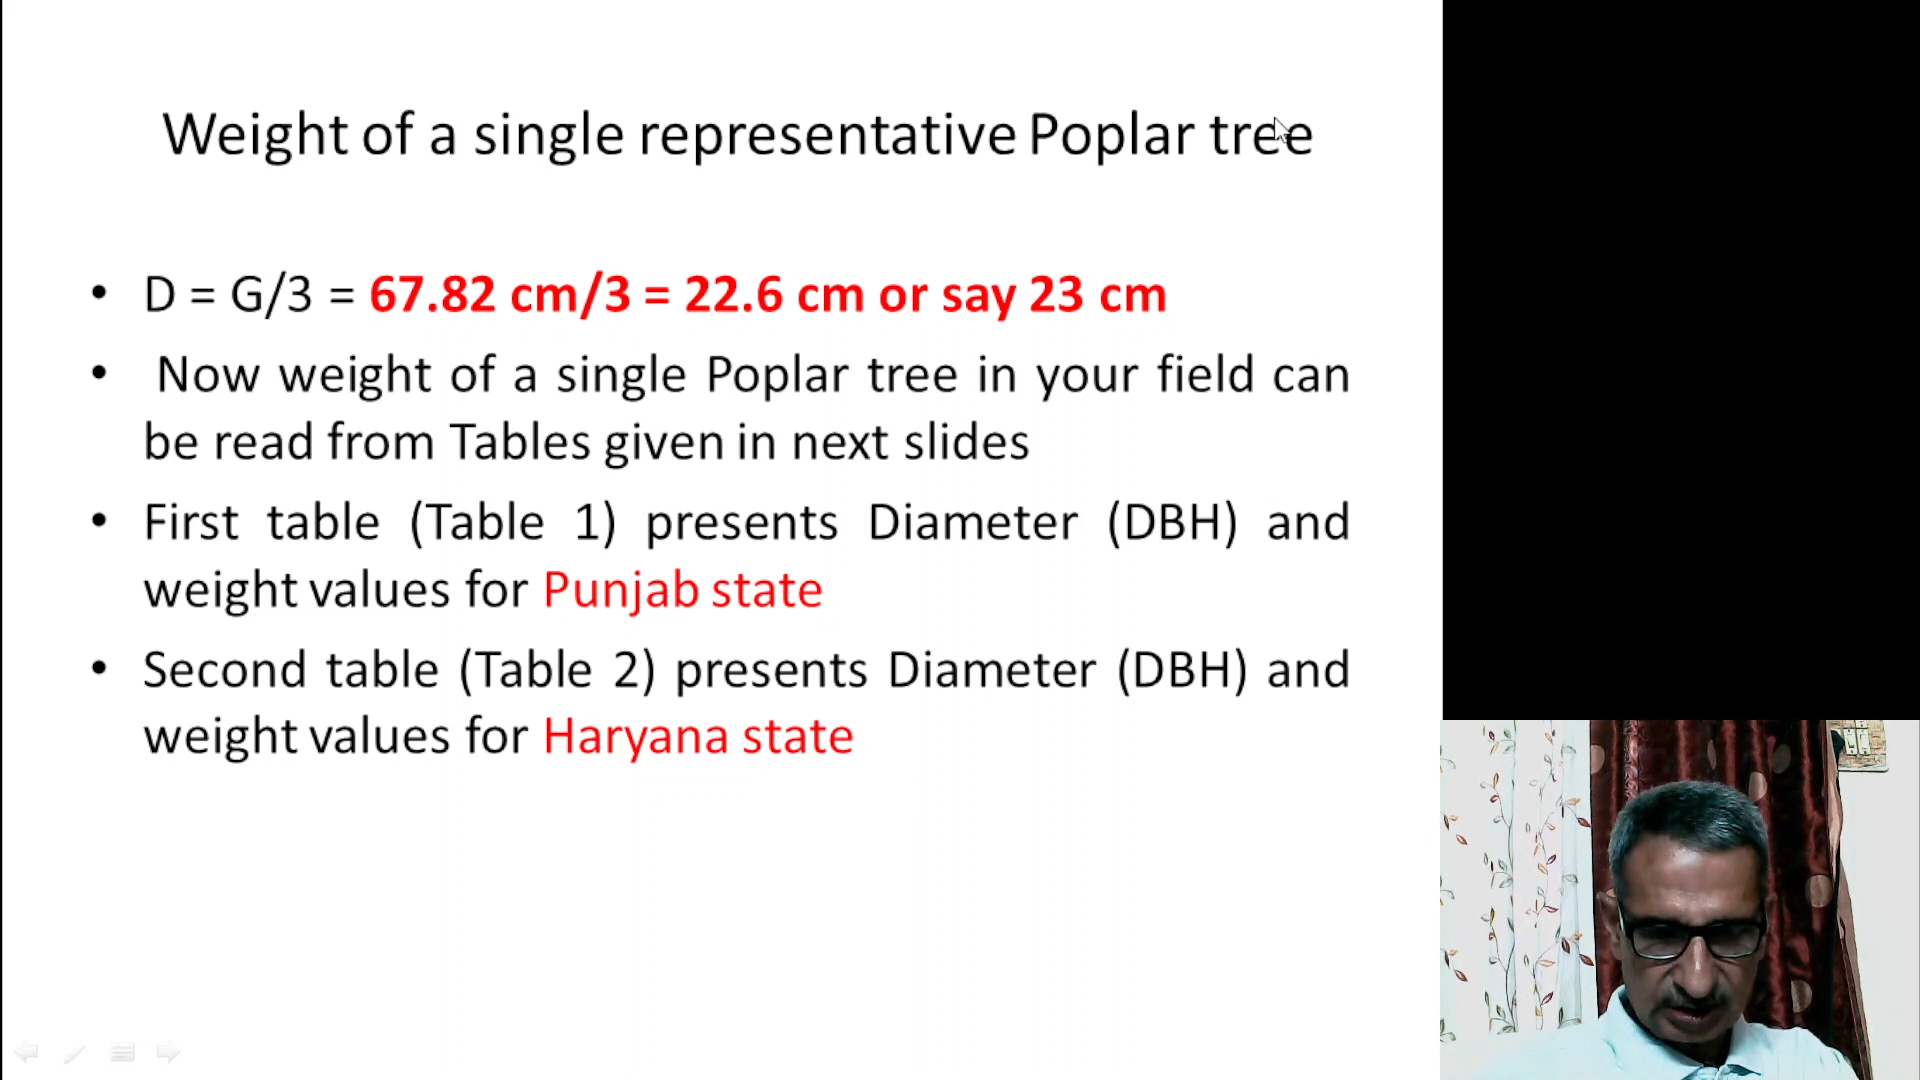 Weight of a single representative Poplar tree
• D = G/3 = 67.82 cm/3 = 22.6 cm or say 23 cm
• Now weight of a single Poplar tree in your field can
be read from Tables given in next slides
• First table (Table 1) presents Diameter (DBH) and
weight values for Punjab state
• Second table (Table 2) presents Diameter (DBH) and
weight values for Haryana state